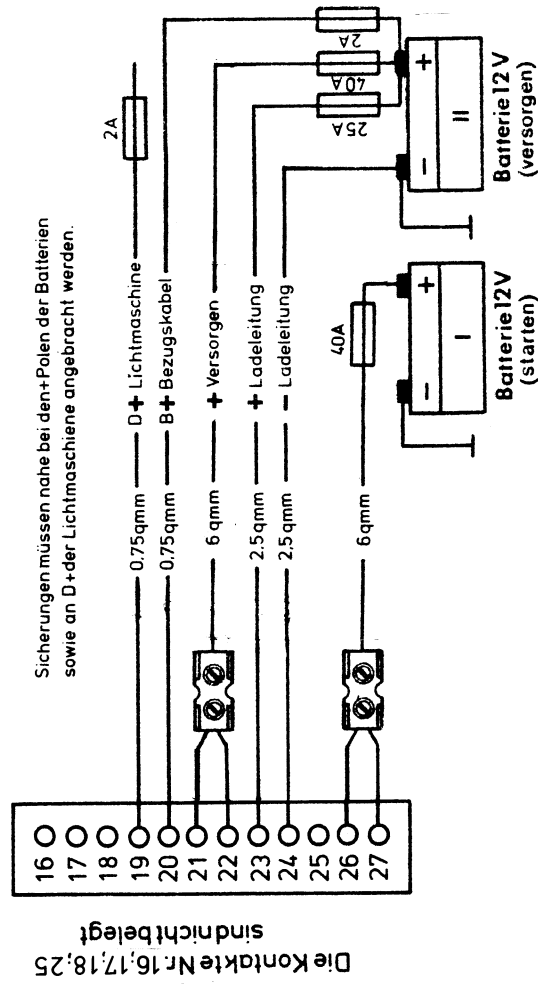 Sicherungen müssen nahe bei den+Polen der Batterien
sowie an D+der Lichtmaschiene angebracht werden.
Die Kontakte Nr.16,17,18,25
sind nicht belegt
16
17
18
19
20
21
22
23
24
25
26
27
0,75qmm D+ Lichtmaschine 2A
0,75qmm B+ Bezugskabel 2A
6qmm + Versorgen 40A
2.5qmm + Ladeleitung 25A
2,5qmm − Ladeleitung
6qmm 40A
− +
I
Batterie 12V
(starten)
− +
II
Batterie 12V
(versorgen)